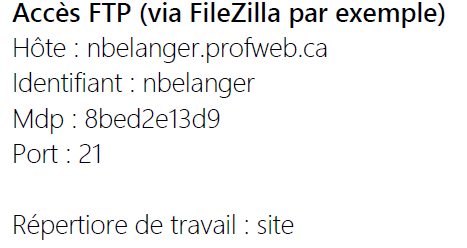 Accès FTP (via FileZilla par exemple)
Hôte : nbelanger.profweb.ca
Identifiant : nbelanger
Mdp : 8bed2e13d9
Port : 21
Répertiore de travail : site